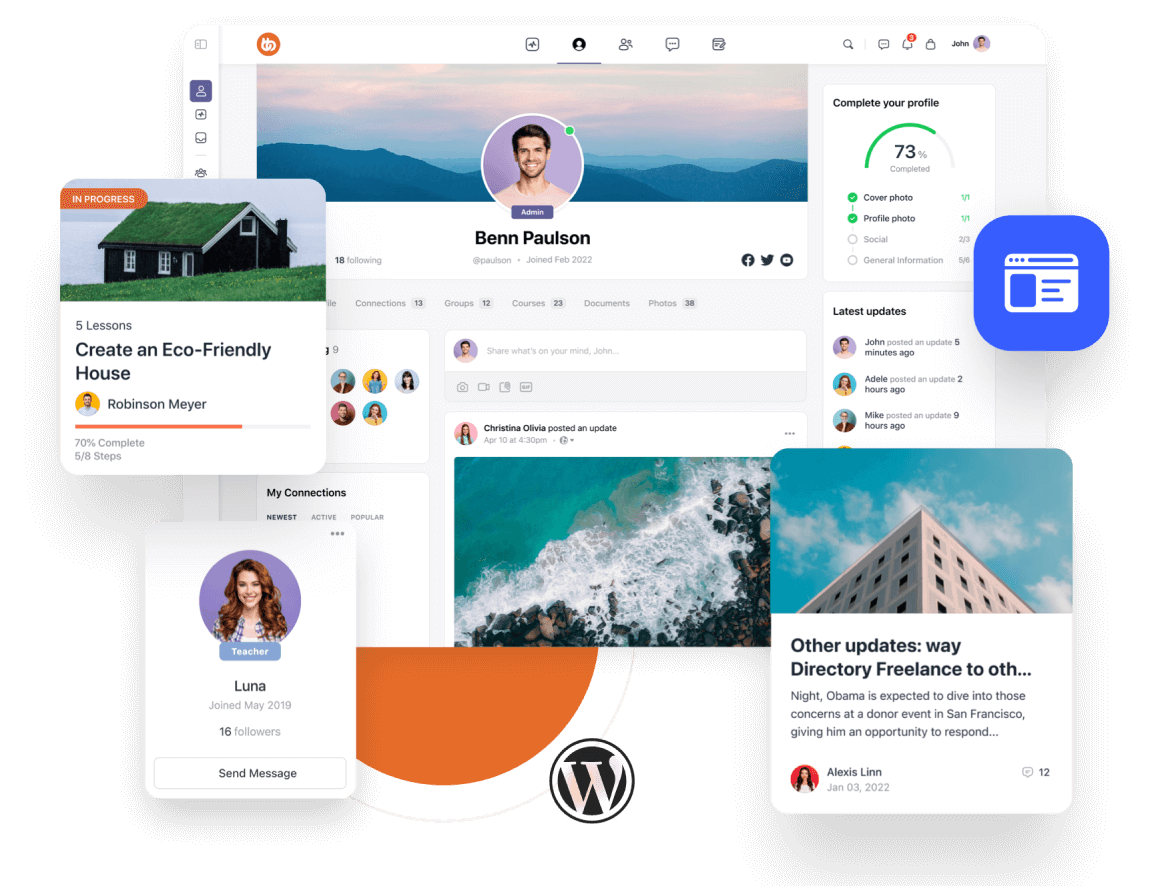 3
John
Complete your profile
73 %
Completed
Cover photo 1/1
Profile photo 1/1
Social 2/3
General Information 5/6
Admin
Benn Paulson
18 following
@paulson • Joined Feb 2022
Connections 13 Groups 12 Courses 23 Documents Photos 38
IN PROGRESS
5 Lessons
Create an Eco-Friendly
House
Robinson Meyer
70% Complete
5/8 Steps
9
Share what's on your mind, John...
GIF
Christina Olivia posted an update
Apr 10 at 4:30pm
Latest updates
John posted an update 5
minutes ago
Adele posted an update 2
hours ago
Mike posted an update 9
hours ago
My Connections
NEWEST ACTIVE POPULAR
Teacher
Luna
Joined May 2019
16 followers
Send Message
W
Other updates: way
Directory Freelance to oth...
Night, Obama is expected to dive into those
concerns at a donor event in San Francisco,
giving him an opportunity to respond...
Alexis Linn 12
Jan 03, 2022